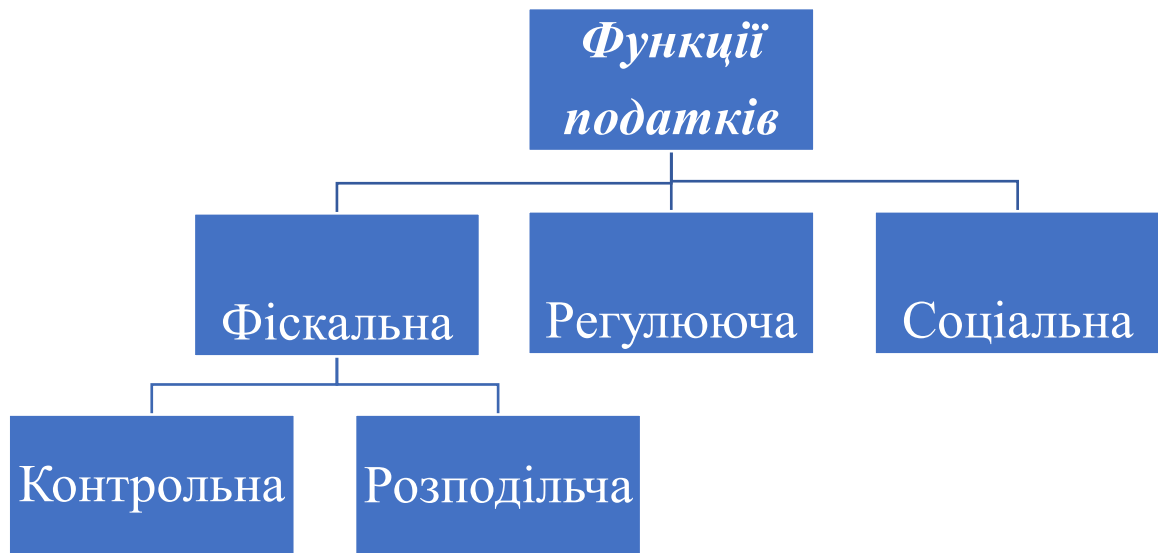 Функції
податків
Фіскальна
Регулююча
Соціальна
Контрольна
Розподільча